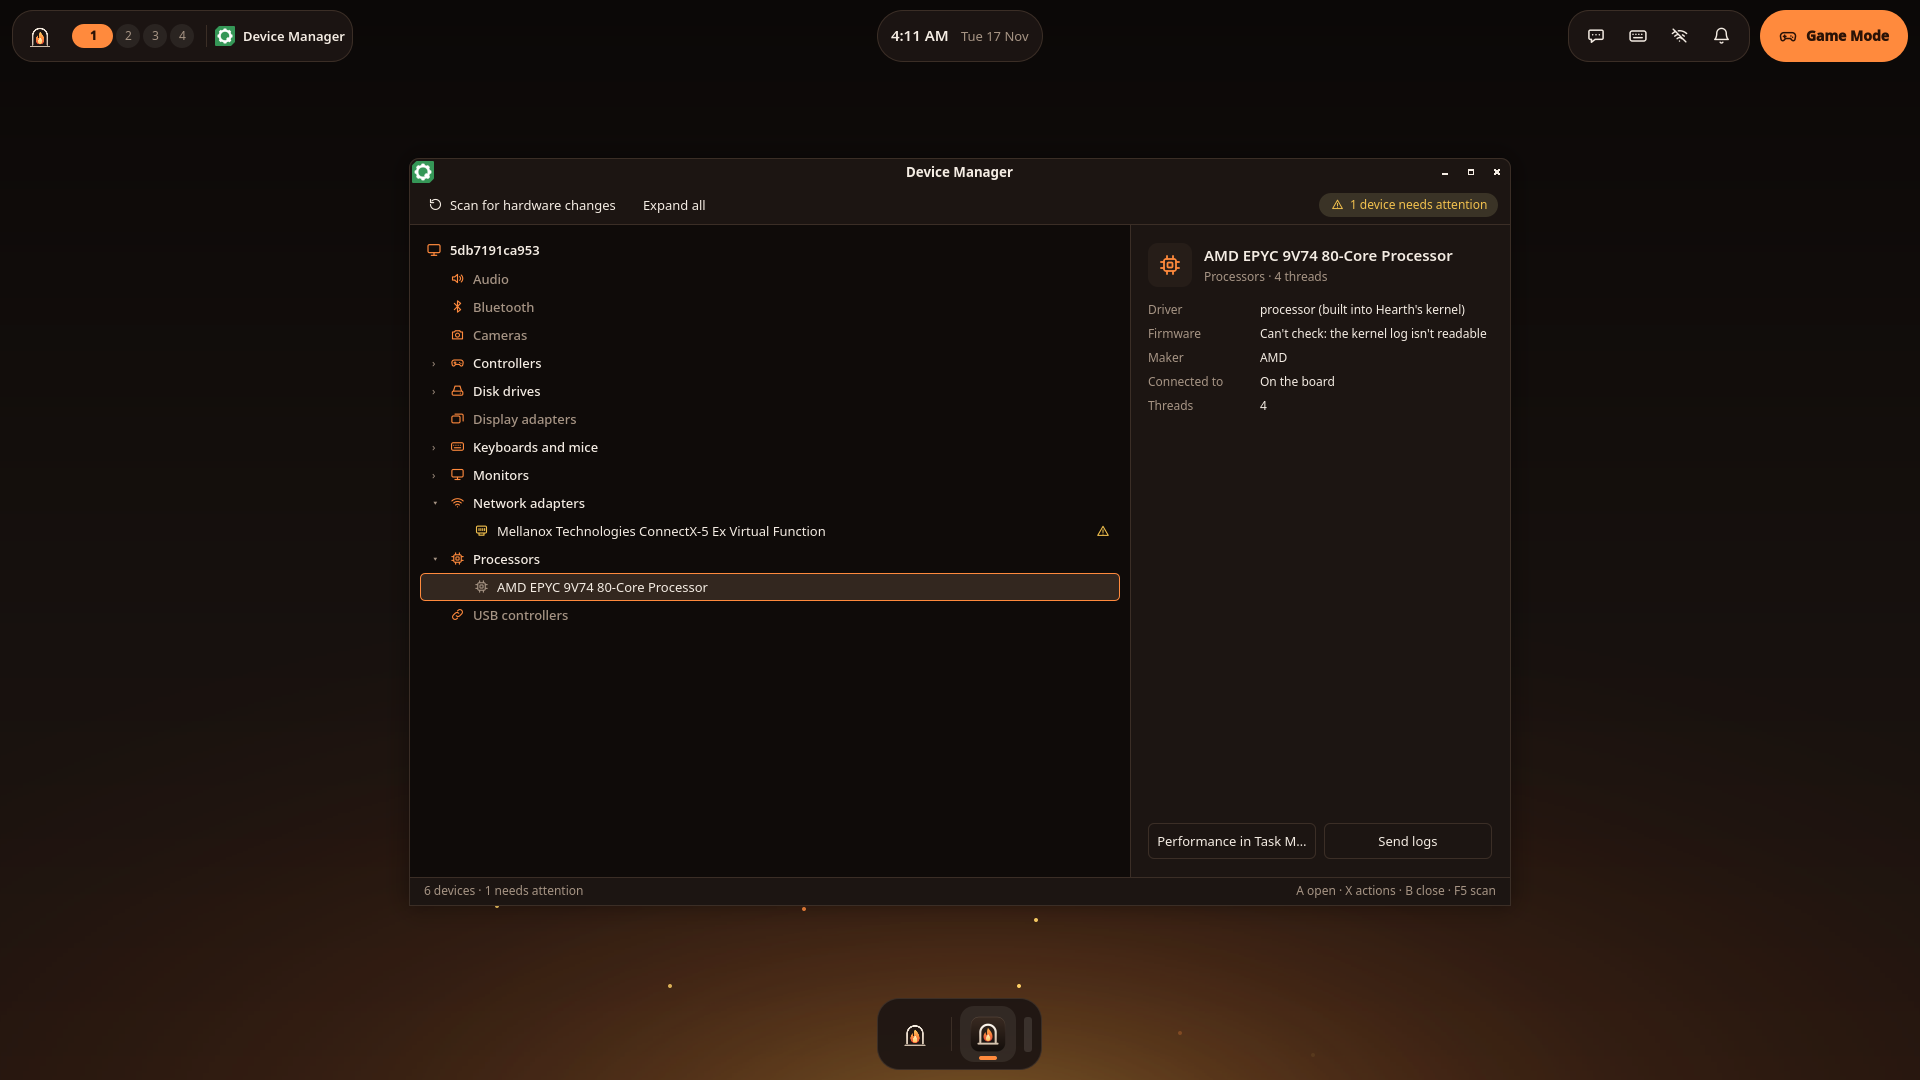 1 2 3 4 Device Manager
4:11 AM Tue 17 Nov
Game Mode
Device Manager
Scan for hardware changes Expall all
1 device needs attention
5db7191ca953
Audio
Bluetooth
Cameras
Controllers
Disk drives
Display adapters
Keyboards and mice
Monitors
Network adapters
Mellanox Technologies ConnectX-5 Ex Virtual Function
Processors
AMD EPYC 9V74 80-Core Processor
USB controllers
AMD EPYC 9V74 80-Core Processor
Processors · 4 threads
Driver processor (built into Hearth's kernel)
Firmware Can't check: the kernel log isn't readable
Maker AMD
Connected to On the board
Threads 4
Performance in Task M... Send logs
6 devices · 1 needs attention
A open · X actions · B close · F5 scan